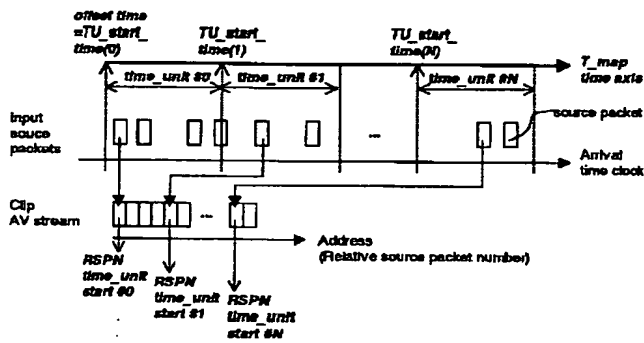 offset time
=TU_start_
time(0)
TU_start_
time(1)
TU_start_
time(N)
T_map
time axis
time_unit #0
time_unit #1
time_unit #N
source packet
Input
souce
packets
...
Arrival
time clock
Clip
AV stream
...
Address
(Relative source packet number)
RSPN
time_unit
start #0
RSPN
time_unit
start #1
RSPN
time_unit
start #N